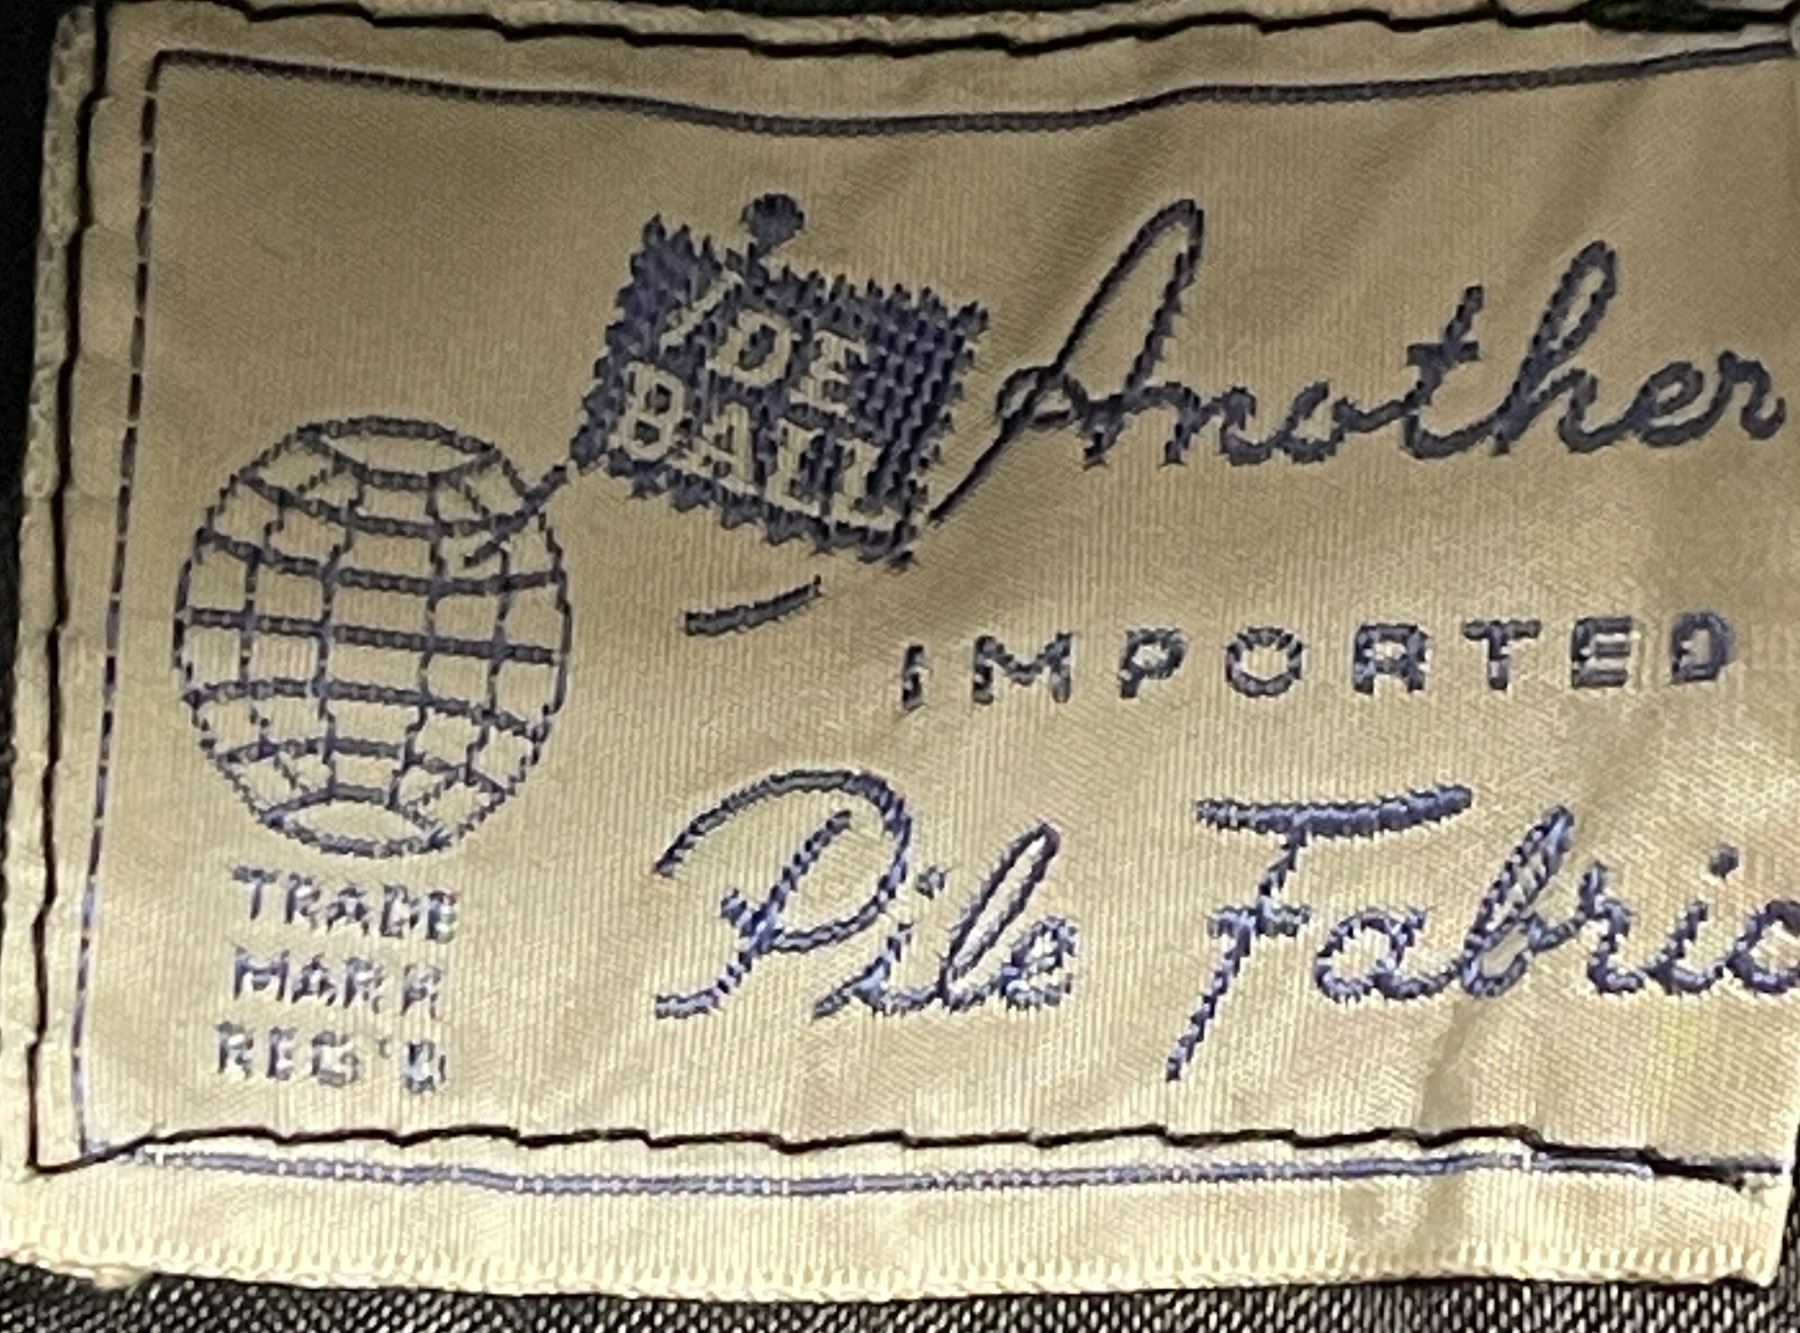 DE
BALL
Another
IMPORTED
Pile Fabric
TRADE
MARK
REG'D